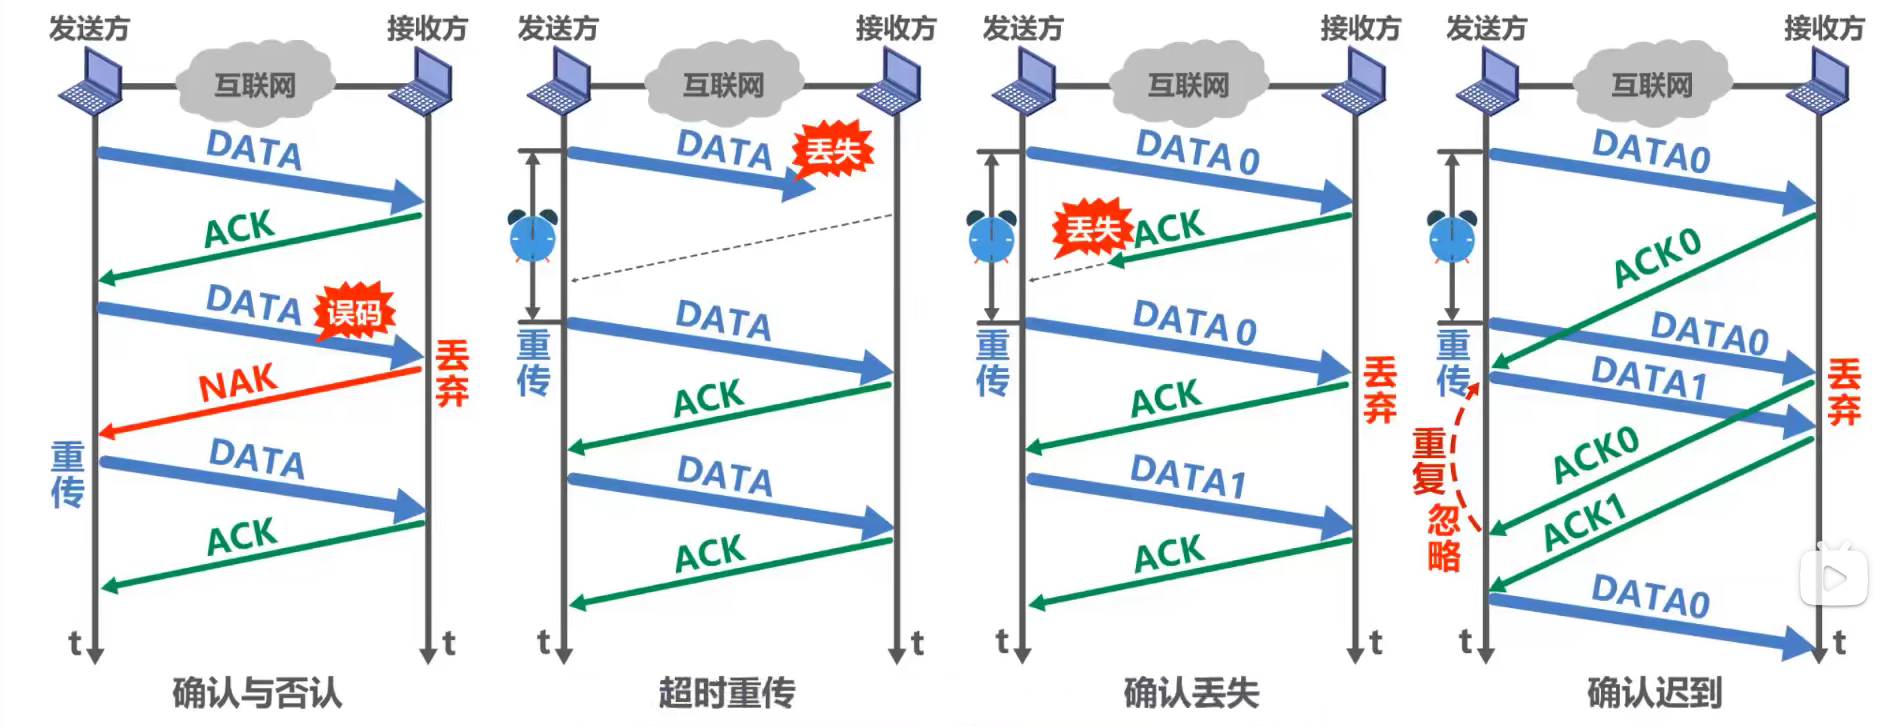 发送方
接收方
互联网
DATA
ACK
DATA
误码
丢弃
NAK
重传
DATA
ACK
t
t
确认与否认
发送方
接收方
互联网
DATA
丢失
重传
DATA
ACK
DATA
ACK
t
t
超时重传
发送方
接收方
互联网
DATA 0
丢失
ACK
重传
DATA 0
丢弃
ACK
DATA1
ACK
t
t
确认丢失
发送方
接收方
互联网
DATA0
ACK0
重传
DATA0
DATA1
丢弃
重复
忽略
ACK0
ACK1
DATA0
t
t
确认迟到